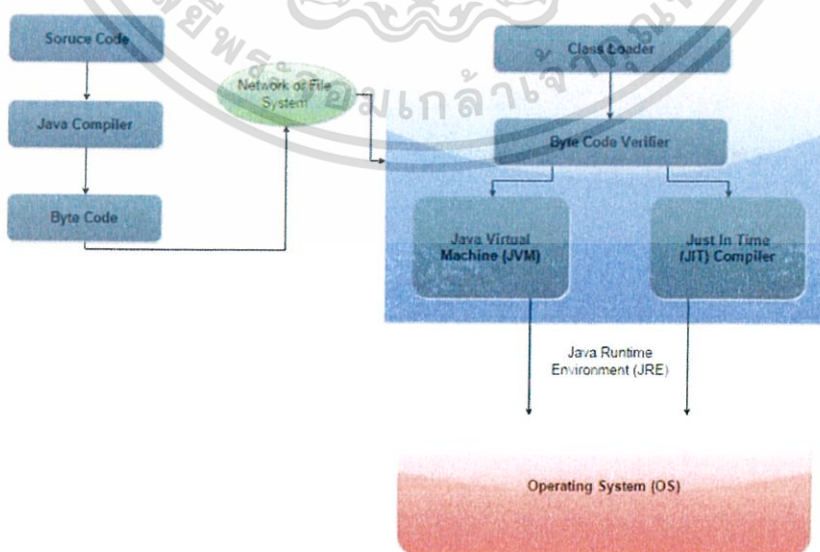 Soruce Code
Java Compiler
Byte Code
Network or File
System
Class Loader
Byte Code Verifier
Java Virtual
Machine (JVM)
Just In Time
(JIT) Compiler
Java Runtime
Environment (JRE)
Operating System (OS)